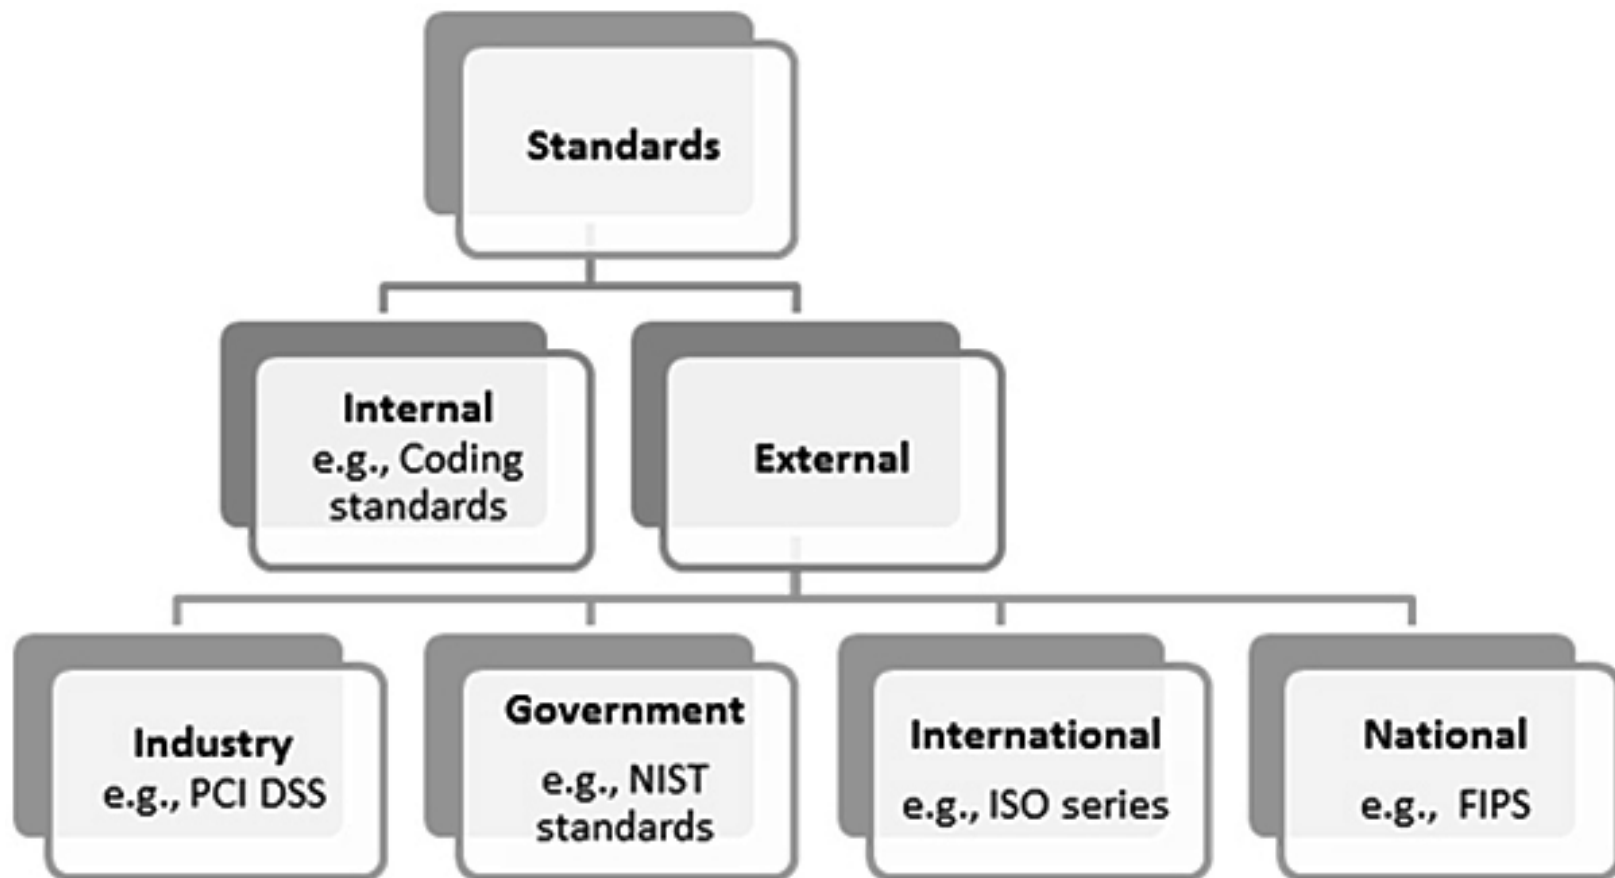 Standards
Internal
e.g., Coding
standards
External
Industry
e.g., PCI DSS
Government
e.g., NIST
standards
International
e.g., ISO series
National
e.g., FIPS